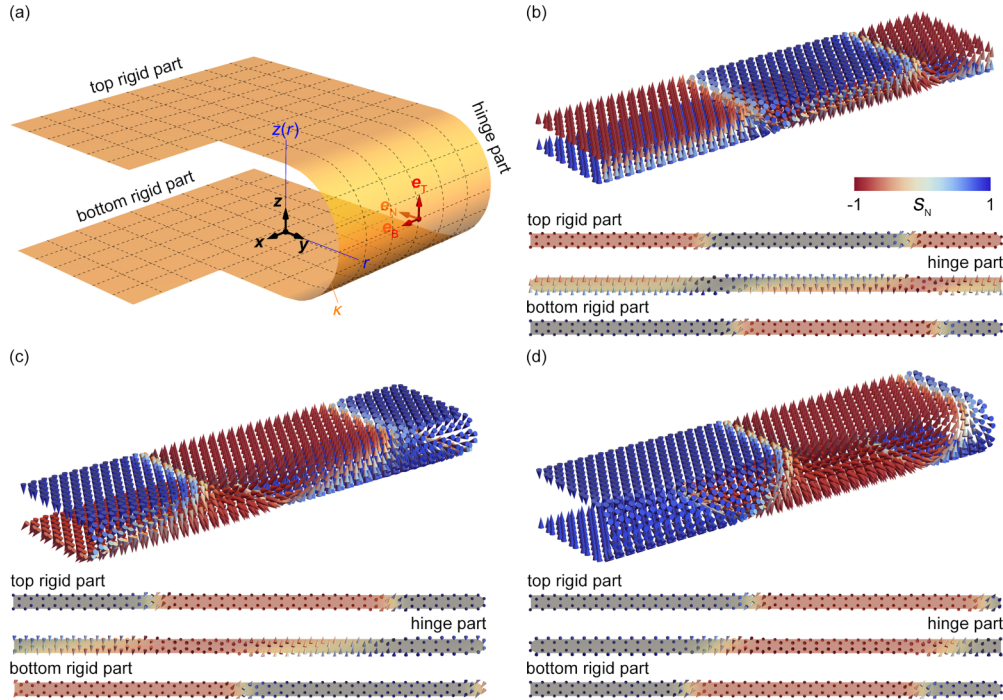 (a)
top rigid part
hinge part
z(r)
bottom rigid part
e_T
e_N
e_B
z
x
y
r
κ
(b)
-1 S_N 1
top rigid part
hinge part
bottom rigid part
(c)
top rigid part
hinge part
bottom rigid part
(d)
top rigid part
hinge part
bottom rigid part